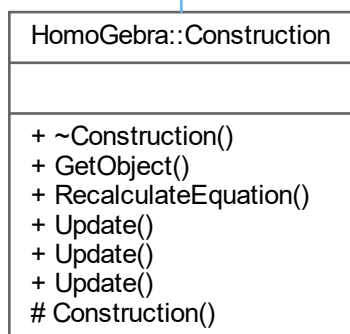 HomoGebra::Construction
+ ~Construction()
+ GetObject()
+ RecalculateEquation()
+ Update()
+ Update()
+ Update()
# Construction()